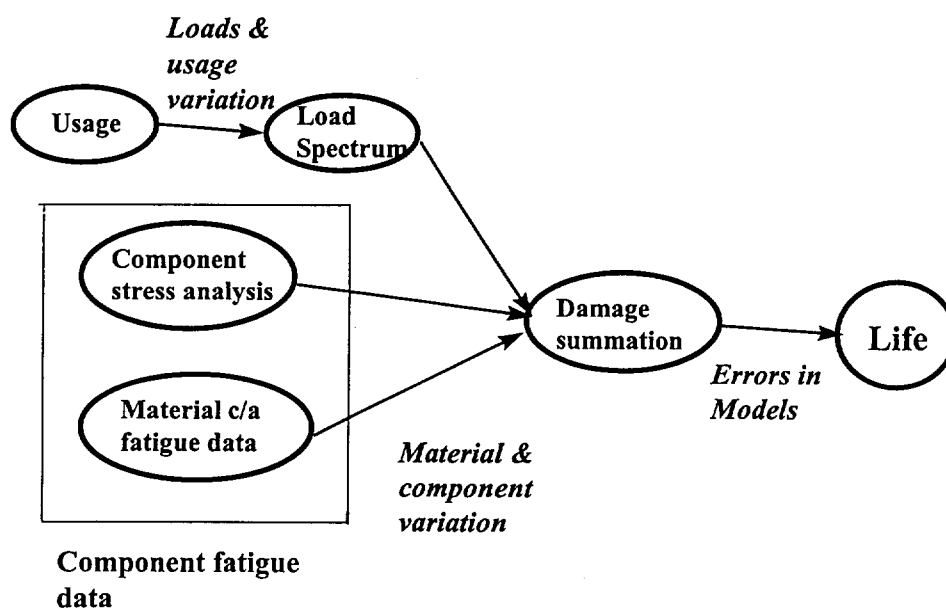 Loads &
usage
variation
Usage
Load
Spectrum
Component
stress analysis
Damage
summation
Life
Errors in
Models
Material c/a
fatigue data
Material &
component
variation
Component fatigue
data